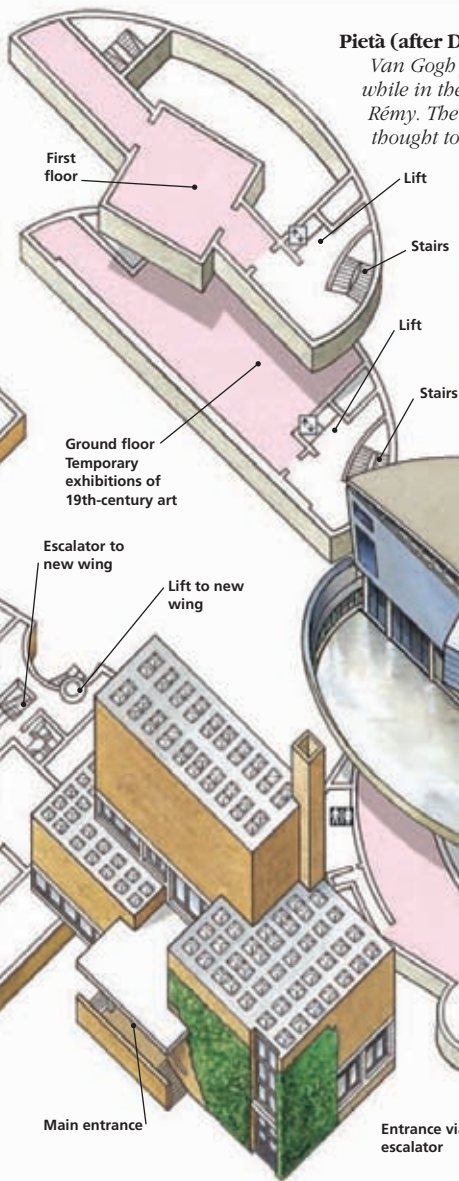 Pietà (after D
Van Gogh
while in the
Rémy. The
thought to
First
floor
Lift
Stairs
Lift
Stairs
Ground floor
Temporary
exhibitions of
19th-century art
Escalator to
new wing
Lift to new
wing
Main entrance
Entrance via
escalator